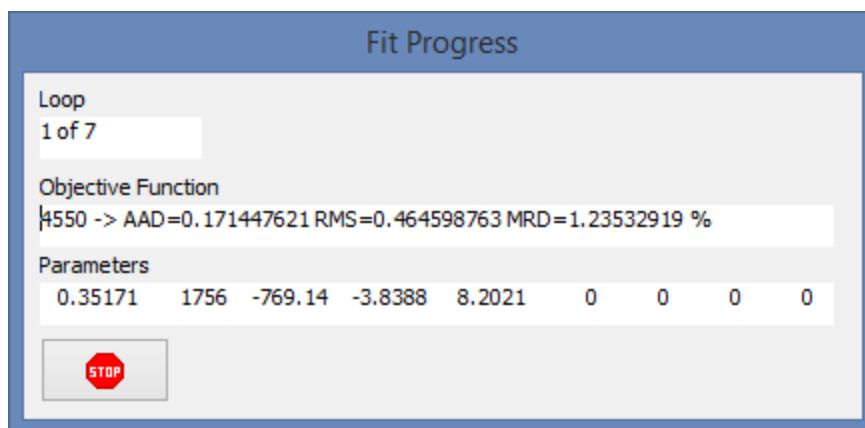 Fit Progress
Loop
1 of 7
Objective Function
4550 -> AAD=0.171447621 RMS=0.464598763 MRD=1.23532919 %
Parameters
0.35171 1756 -769.14 -3.8388 8.2021 0 0 0 0
STOP